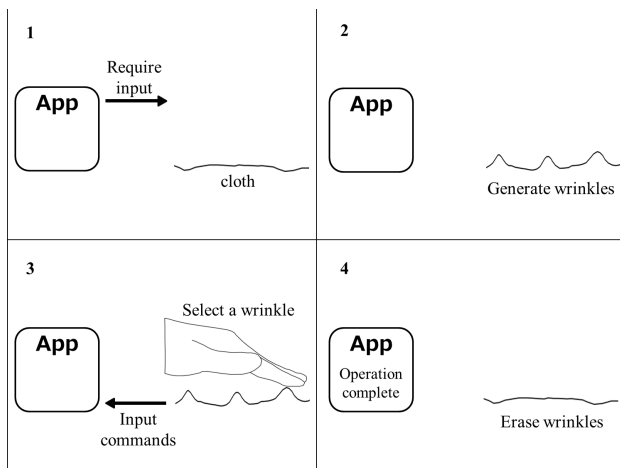 1
App
Require
input
cloth
2
App
Generate wrinkles
3
App
Select a wrinkle
Input
commands
4
App
Operation
complete
Erase wrinkles